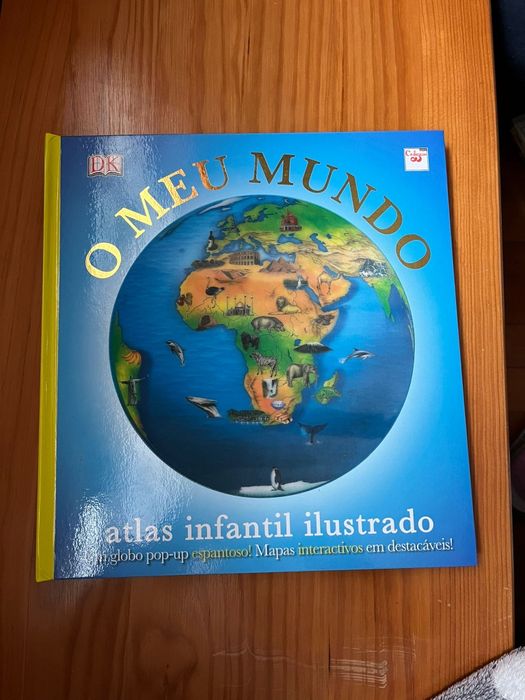 DK
O MEU MUNDO
atlas infantil ilustrado
globo pop-up espantoso! Mapas interactivos em destacáveis!